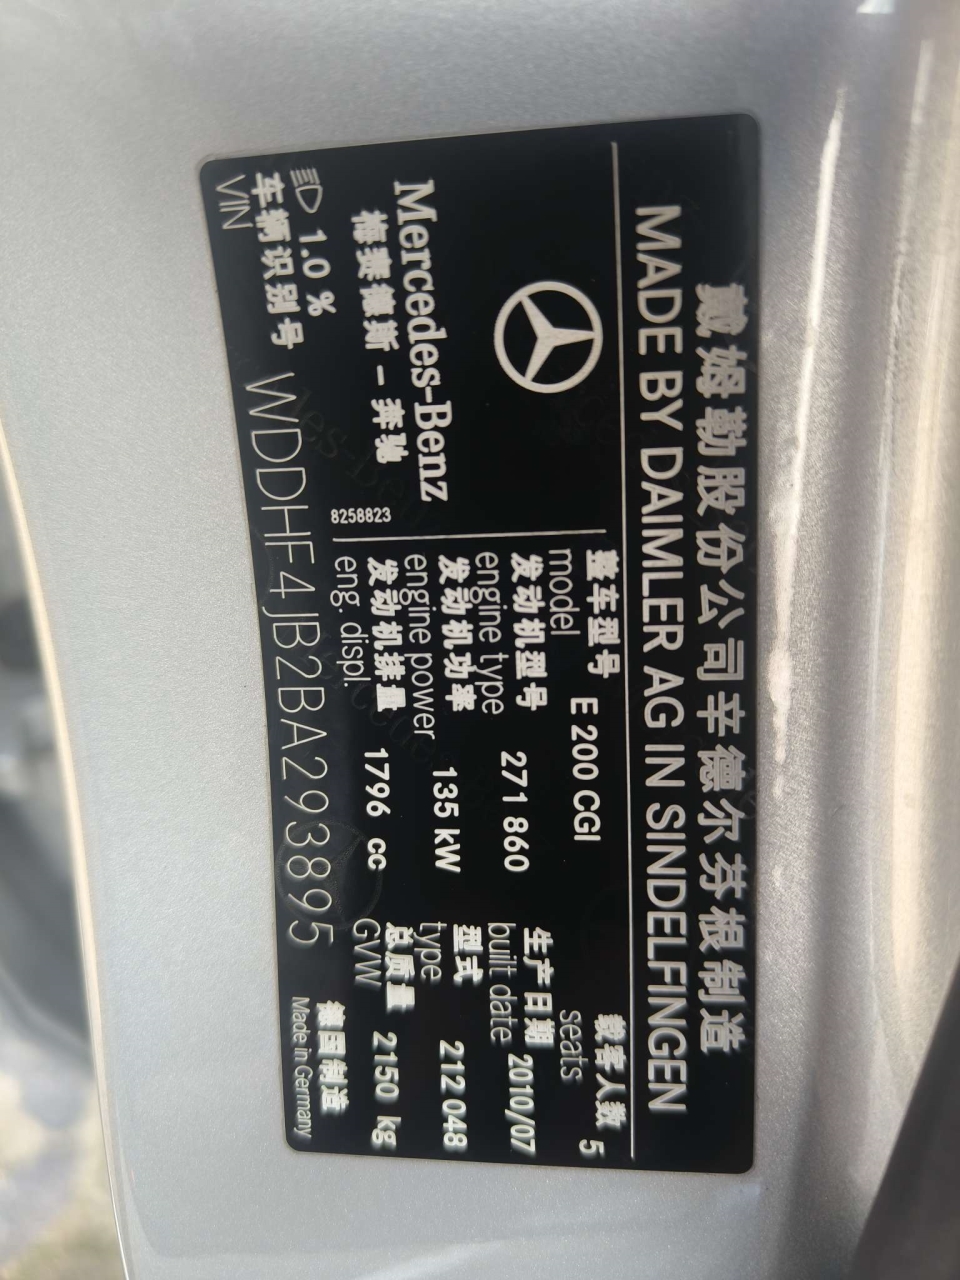 戴姆勒股份公司辛德尔芬根制造
MADE BY DAIMLER AG IN SINDELFINGEN
Mercedes-Benz
梅赛德斯－奔驰
8258823
整车型号 E 200 CGI
model
发动机型号 271 860
engine type
发动机功率 135 kW
engine power
发动机排量 1796 cc
eng. displ.
载客人数 5
seats
生产日期 2010/07
built date
型式 212 048
type
总质量 2150 kg
GVW
1.0 %
车辆识别号 WDDHF4JB2BA293895
VIN
德国制造
Made in Germany